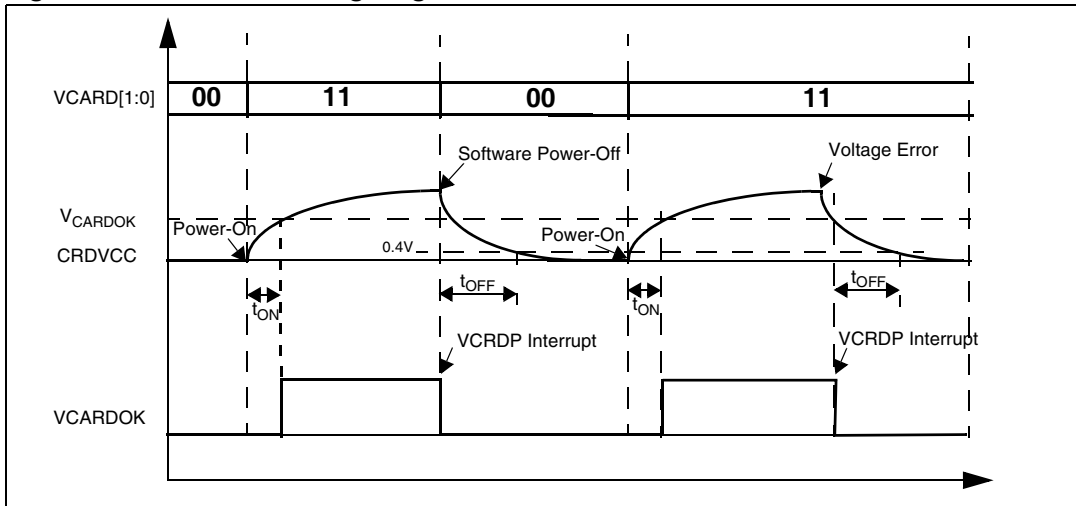 VCARD[1:0] 00 11 00 11
Software Power-Off Voltage Error
VCARDOK
Power-On 0.4V Power-On
CRDVCC
tON tOFF tON tOFF
VCRDP Interrupt VCRDP Interrupt
VCARDOK